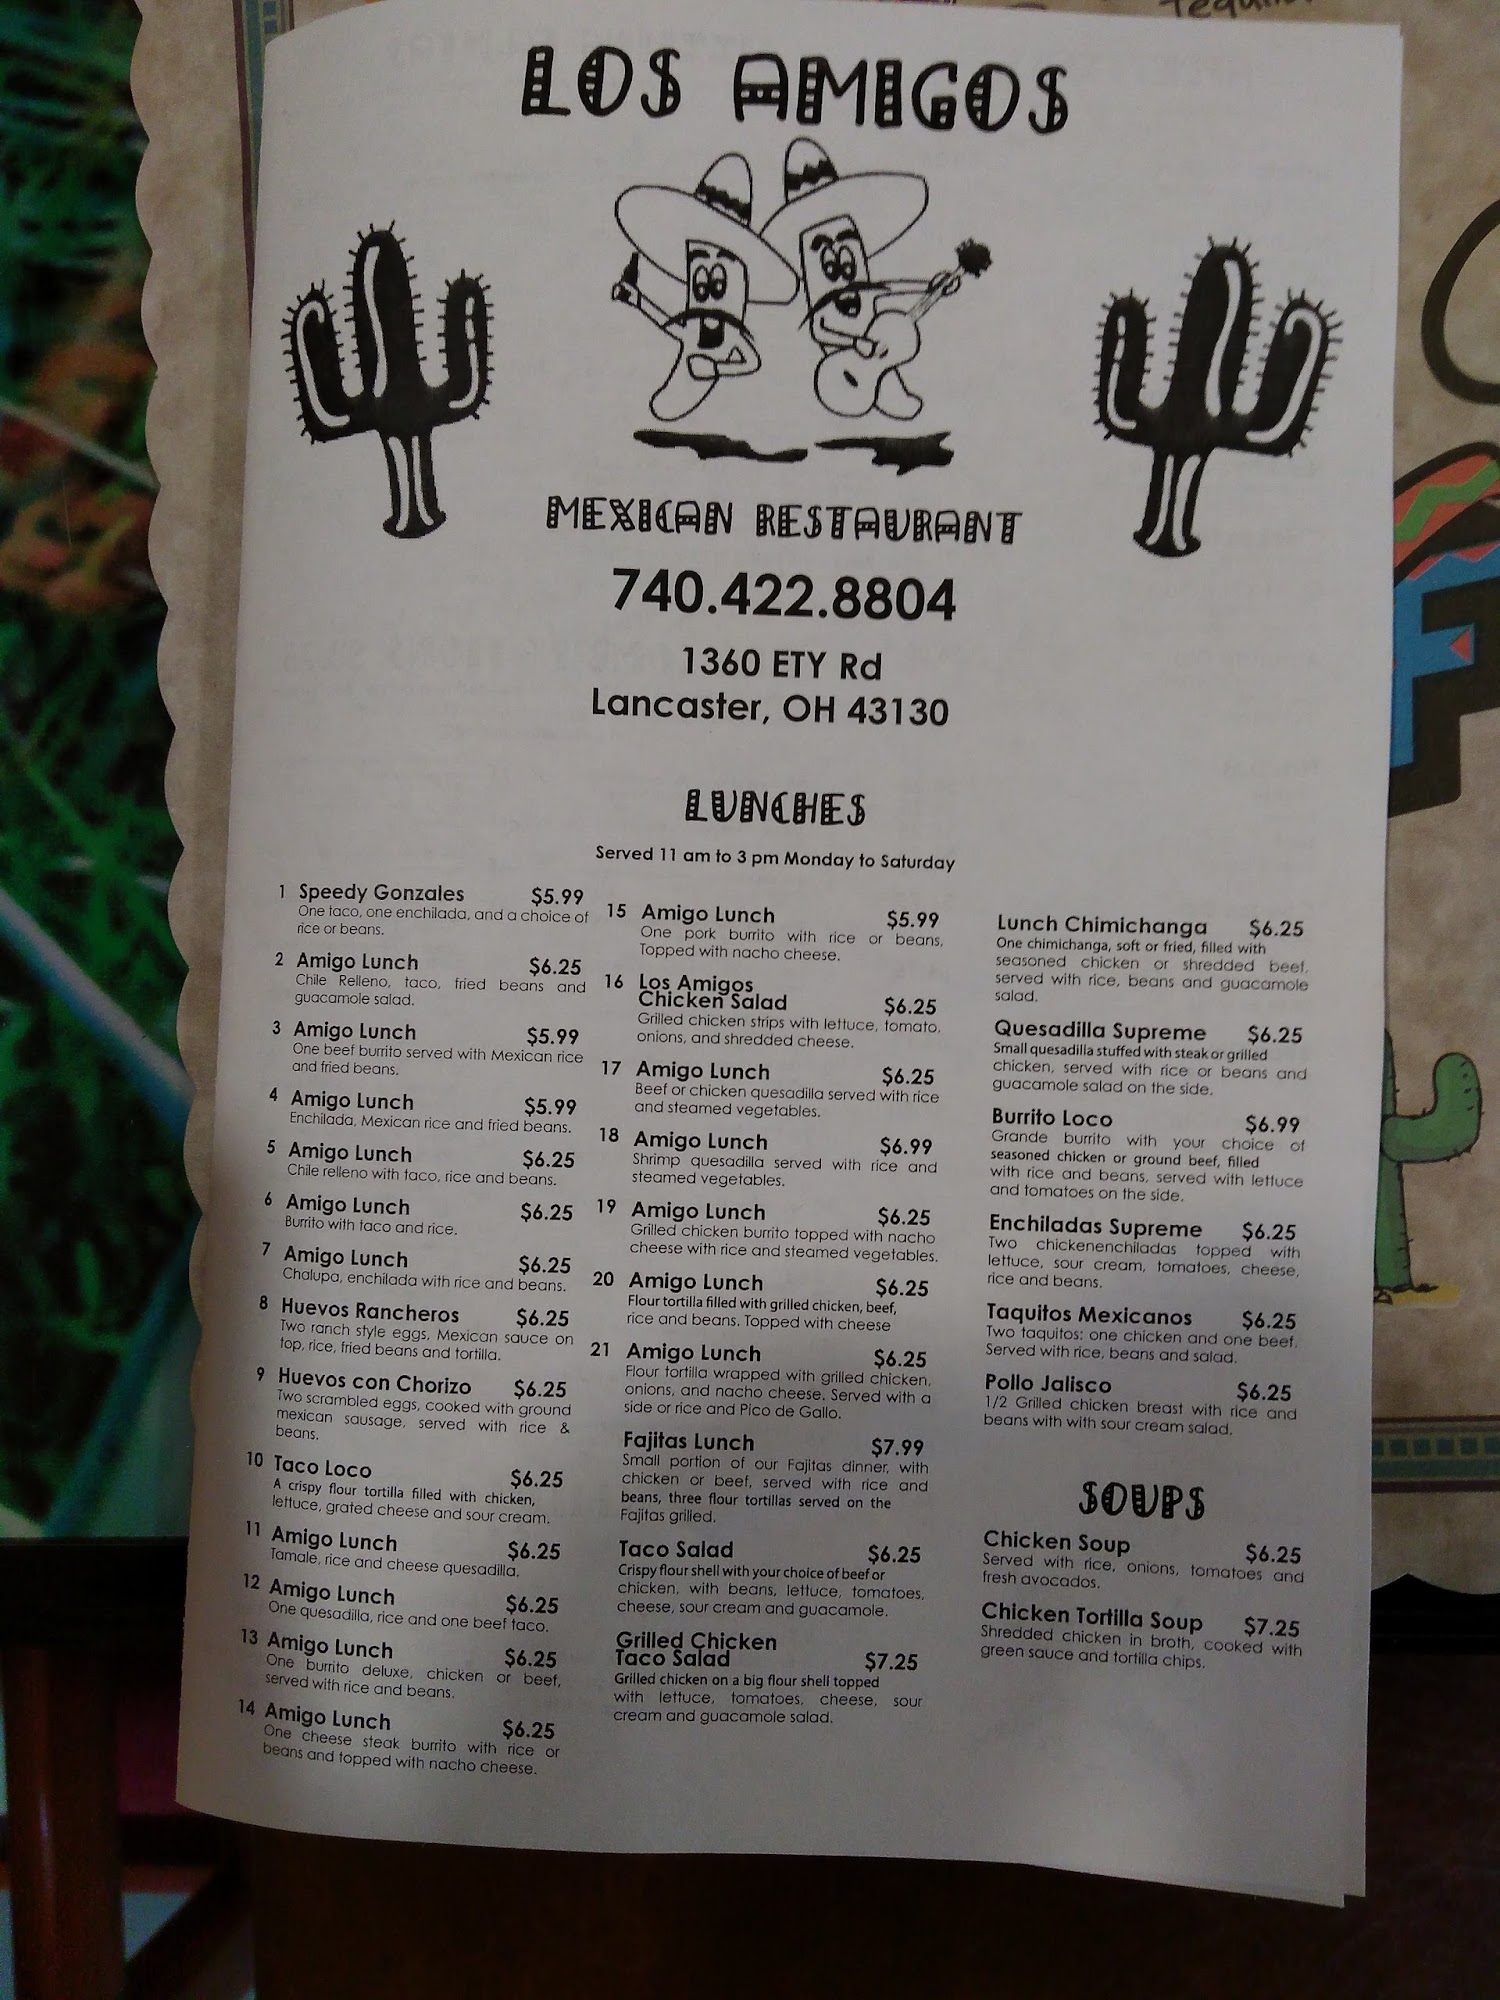 Tequila
LOS AMIGOS
MEXICAN RESTAURANT
740.422.8804
1360 ETY Rd
Lancaster, OH 43130
LUNCHES
Served 11 am to 3 pm Monday to Saturday
1 Speedy Gonzales $5.99
One taco, one enchilada, and a choice of
rice or beans.
2 Amigo Lunch $6.25
Chile Relleno, taco, fried beans and
guacamole salad.
3 Amigo Lunch $5.99
One beef burrito served with Mexican rice
and fried beans.
4 Amigo Lunch $5.99
Enchilada, Mexican rice and fried beans.
5 Amigo Lunch $6.25
Chile relleno with taco, rice and beans.
6 Amigo Lunch $6.25
Burrito with taco and rice.
7 Amigo Lunch $6.25
Chalupa, enchilada with rice and beans.
8 Huevos Rancheros $6.25
Two ranch style eggs, Mexican sauce on
top, rice, fried beans and tortilla.
9 Huevos con Chorizo $6.25
Two scrambled eggs, cooked with ground
mexican sausage, served with rice &
beans.
10 Taco Loco $6.25
A crispy flour tortilla filled with chicken,
lettuce, grated cheese and sour cream.
11 Amigo Lunch $6.25
Tamale, rice and cheese quesadilla.
12 Amigo Lunch $6.25
One quesadilla, rice and one beef taco.
13 Amigo Lunch $6.25
One burrito deluxe, chicken or beef,
served with rice and beans.
14 Amigo Lunch $6.25
One cheese steak burrito with rice or
beans and topped with nacho cheese.
15 Amigo Lunch $5.99
One pork burrito with rice or beans.
Topped with nacho cheese.
16 Los Amigos
Chicken Salad $6.25
Grilled chicken strips with lettuce, tomato,
onions, and shredded cheese.
17 Amigo Lunch $6.25
Beef or chicken quesadilla served with rice
and steamed vegetables.
18 Amigo Lunch $6.99
Shrimp quesadilla served with rice and
steamed vegetables.
19 Amigo Lunch $6.25
Grilled chicken burrito topped with nacho
cheese with rice and steamed vegetables.
20 Amigo Lunch $6.25
Flour tortilla filled with grilled chicken, beef,
rice and beans. Topped with cheese
21 Amigo Lunch $6.25
Flour tortilla wrapped with grilled chicken,
onions, and nacho cheese. Served with a
side or rice and Pico de Gallo.
Fajitas Lunch $7.99
Small portion of our Fajitas dinner, with
chicken or beef, served with rice and
beans, three flour tortillas served on the
Fajitas grilled.
Taco Salad $6.25
Crispy flour shell with your choice of beef or
chicken, with beans, lettuce, tomatoes,
cheese, sour cream and guacamole.
Grilled Chicken
Taco Salad $7.25
Grilled chicken on a big flour shell topped
with lettuce, tomatoes, cheese, sour
cream and guacamole salad.
Lunch Chimichanga $6.25
One chimichanga, soft or fried, filled with
seasoned chicken or shredded beef,
served with rice, beans and guacamole
salad.
Quesadilla Supreme $6.25
Small quesadilla stuffed with steak or grilled
chicken, served with rice or beans and
guacamole salad on the side.
Burrito Loco $6.99
Grande burrito with your choice of
seasoned chicken or ground beef, filled
with rice and beans, served with lettuce
and tomatoes on the side.
Enchiladas Supreme $6.25
Two chickenenchiladas topped with
lettuce, sour cream, tomatoes, cheese,
rice and beans.
Taquitos Mexicanos $6.25
Two taquitos: one chicken and one beef.
Served with rice, beans and salad.
Pollo Jalisco $6.25
1/2 Grilled chicken breast with rice and
beans with with sour cream salad.
SOUPS
Chicken Soup $6.25
Served with rice, onions, tomatoes and
fresh avocados.
Chicken Tortilla Soup $7.25
Shredded chicken in broth, cooked with
green sauce and tortilla chips.